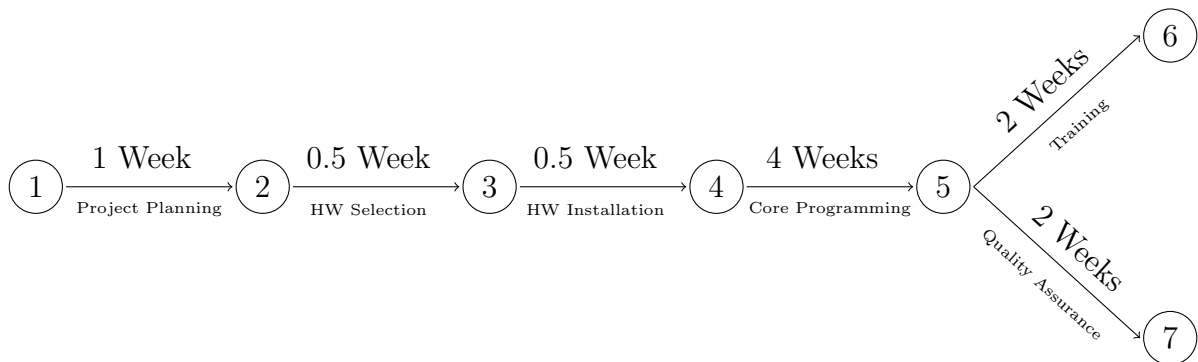 1
1 Week
Project Planning
2
0.5 Week
HW Selection
3
0.5 Week
HW Installation
4
4 Weeks
Core Programming
5
2 Weeks
Training
6
2 Weeks
Quality Assurance
7